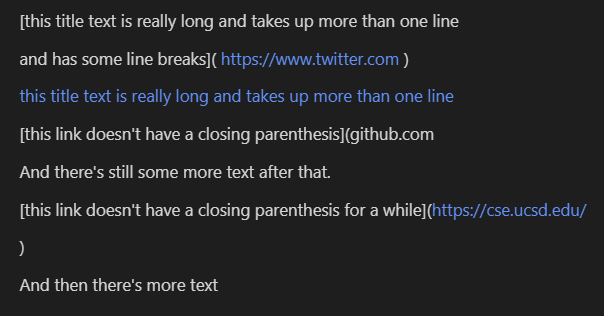 [this title text is really long and takes up more than one line
and has some line breaks]( https://www.twitter.com )
this title text is really long and takes up more than one line
[this link doesn't have a closing parenthesis](github.com
And there's still some more text after that.
[this link doesn't have a closing parenthesis for a while](https://cse.ucsd.edu/
)
And then there's more text